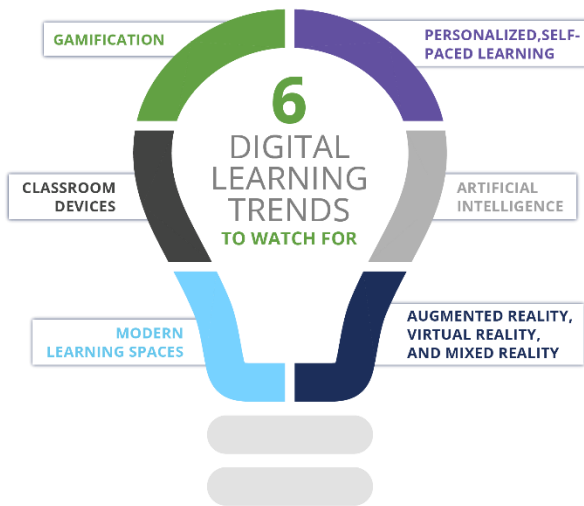 GAMIFICATION
PERSONALIZED,SELF-
PACED LEARNING
6
DIGITAL
LEARNING
TRENDS
TO WATCH FOR
CLASSROOM
DEVICES
ARTIFICIAL
INTELLIGENCE
MODERN
LEARNING SPACES
AUGMENTED REALITY,
VIRTUAL REALITY,
AND MIXED REALITY